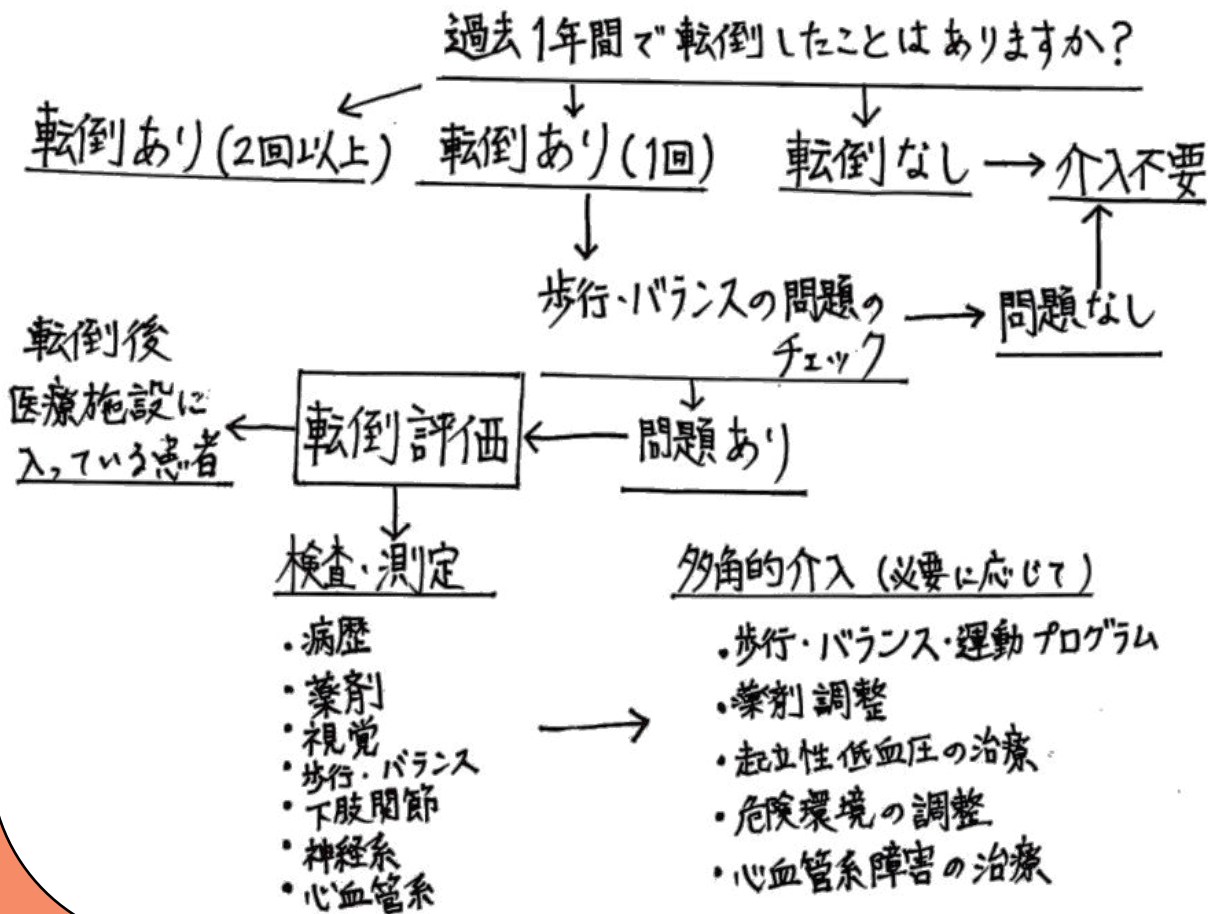 過去1年間で転倒したことはありますか?
転倒あり(2回以上)
転倒あり(1回)
転倒なし
介入不要
歩行・バランスの問題の
チェック
問題なし
転倒後
医療施設に
入っている患者
転倒評価
問題あり
検査・測定
・病歴
・薬剤
・視覚
・歩行・バランス
・下肢関節
・神経系
・心血管系
多角的介入(必要に応じて)
・歩行・バランス・運動プログラム
・薬剤調整
・起立性低血圧の治療
・危険環境の調整
・心血管系障害の治療